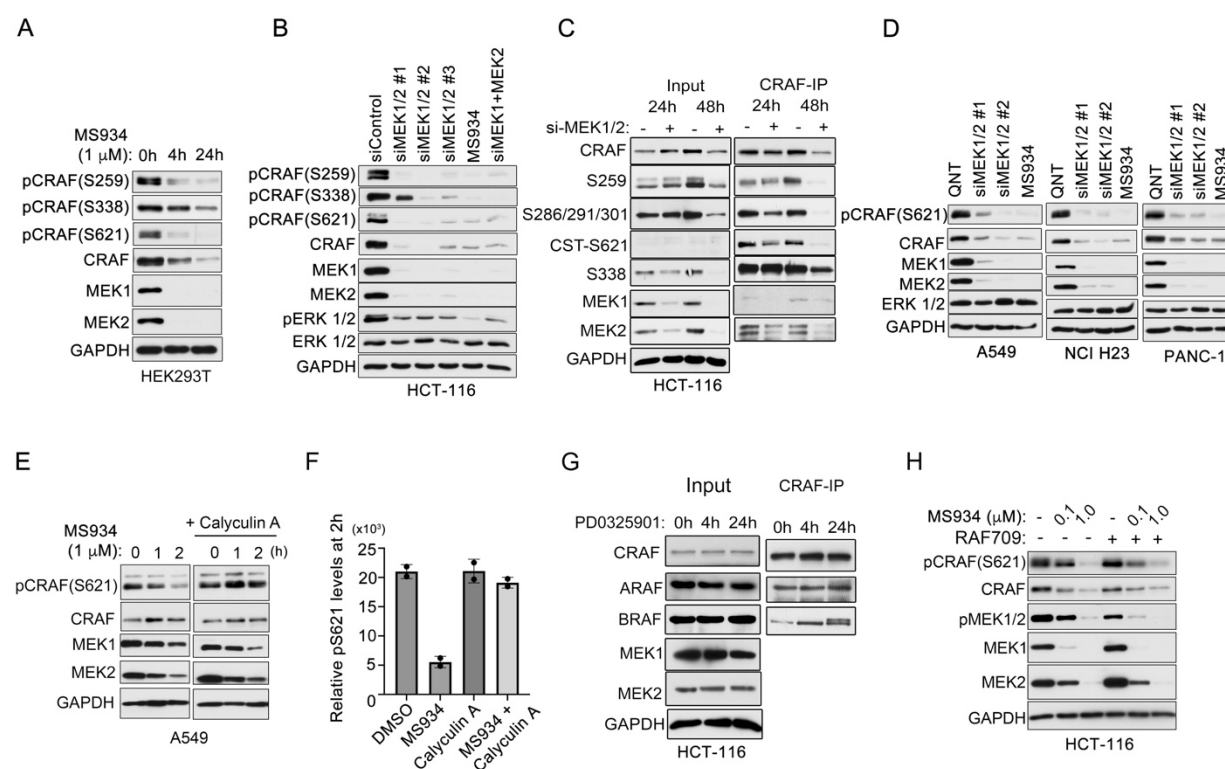 A
MS934
(1 μM) 0h 4h 24h
pCRAF(S259)
pCRAF(S338)
pCRAF(S621)
CRAF
MEK1
MEK2
GAPDH
HEK293T
B
siControl
siMEK1/2 #1
siMEK1/2 #2
siMEK1/2 #3
MS934
siMEK1+MEK2
pCRAF(S259)
pCRAF(S338)
pCRAF(S621)
CRAF
MEK1
MEK2
pERK 1/2
ERK 1/2
GAPDH
HCT-116
C
Input CRAF-IP
24h 48h 24h 48h
si-MEK1/2: - + - + - + - +
CRAF
S259
S286/291/301
CST-S621
S338
MEK1
MEK2
GAPDH
HCT-116
D
QNT
siMEK1/2 #1
siMEK1/2 #2
MS934
QNT
siMEK1/2 #1
siMEK1/2 #2
MS934
QNT
siMEK1/2 #1
siMEK1/2 #2
MS934
pCRAF(S621)
CRAF
MEK1
MEK2
ERK 1/2
GAPDH
A549 NCI H23 PANC-1
E
+ Calyculin A
MS934
(1 μM): 0 1 2 0 1 2 (h)
pCRAF(S621)
CRAF
MEK1
MEK2
GAPDH
A549
F
Relative pS621 levels at 2h
(x10³)
25
20
15
10
5
0
DMSO
MS934
Calyculin A
MS934 +
Calyculin A
G
Input CRAF-IP
PD0325901: 0h 4h 24h 0h 4h 24h
CRAF
ARAF
BRAF
MEK1
MEK2
GAPDH
HCT-116
H
MS934 (μM): - 0.1 1.0 - 0.1 1.0
RAF709: - - - + + +
pCRAF(S621)
CRAF
pMEK1/2
MEK1
MEK2
GAPDH
HCT-116